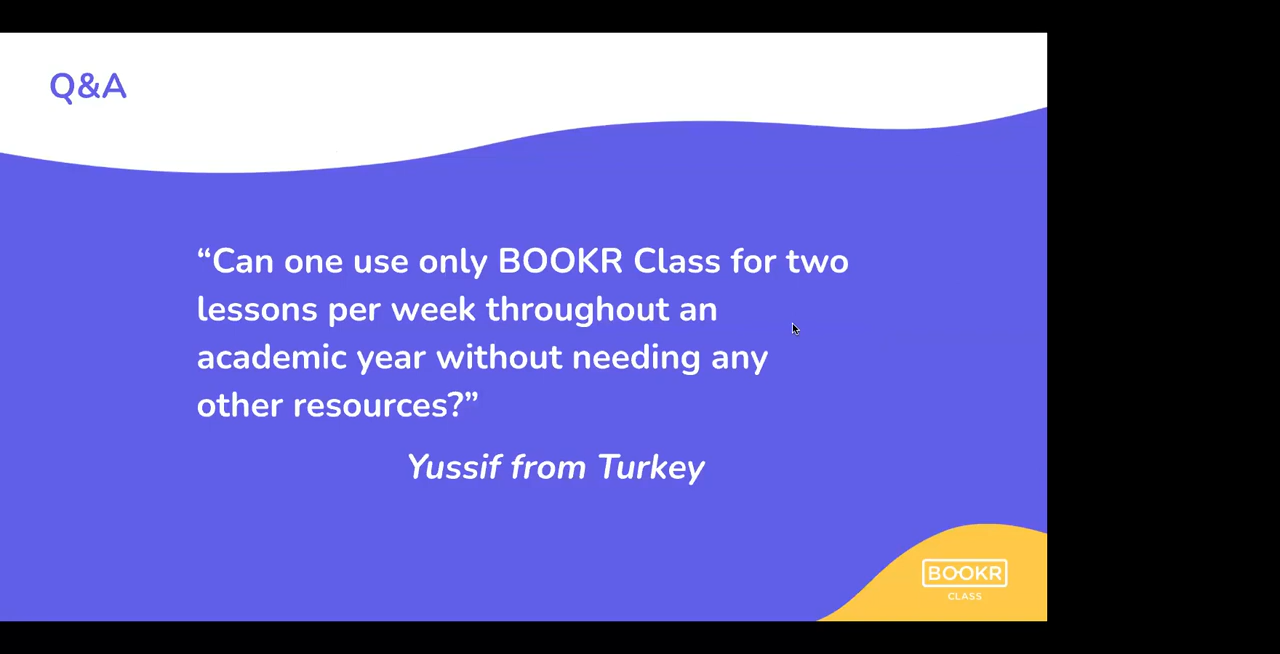 Q&A
“Can one use only BOOKR Class for two
lessons per week throughout an
academic year without needing any
other resources?”
Yussif from Turkey
BOOKR
CLASS